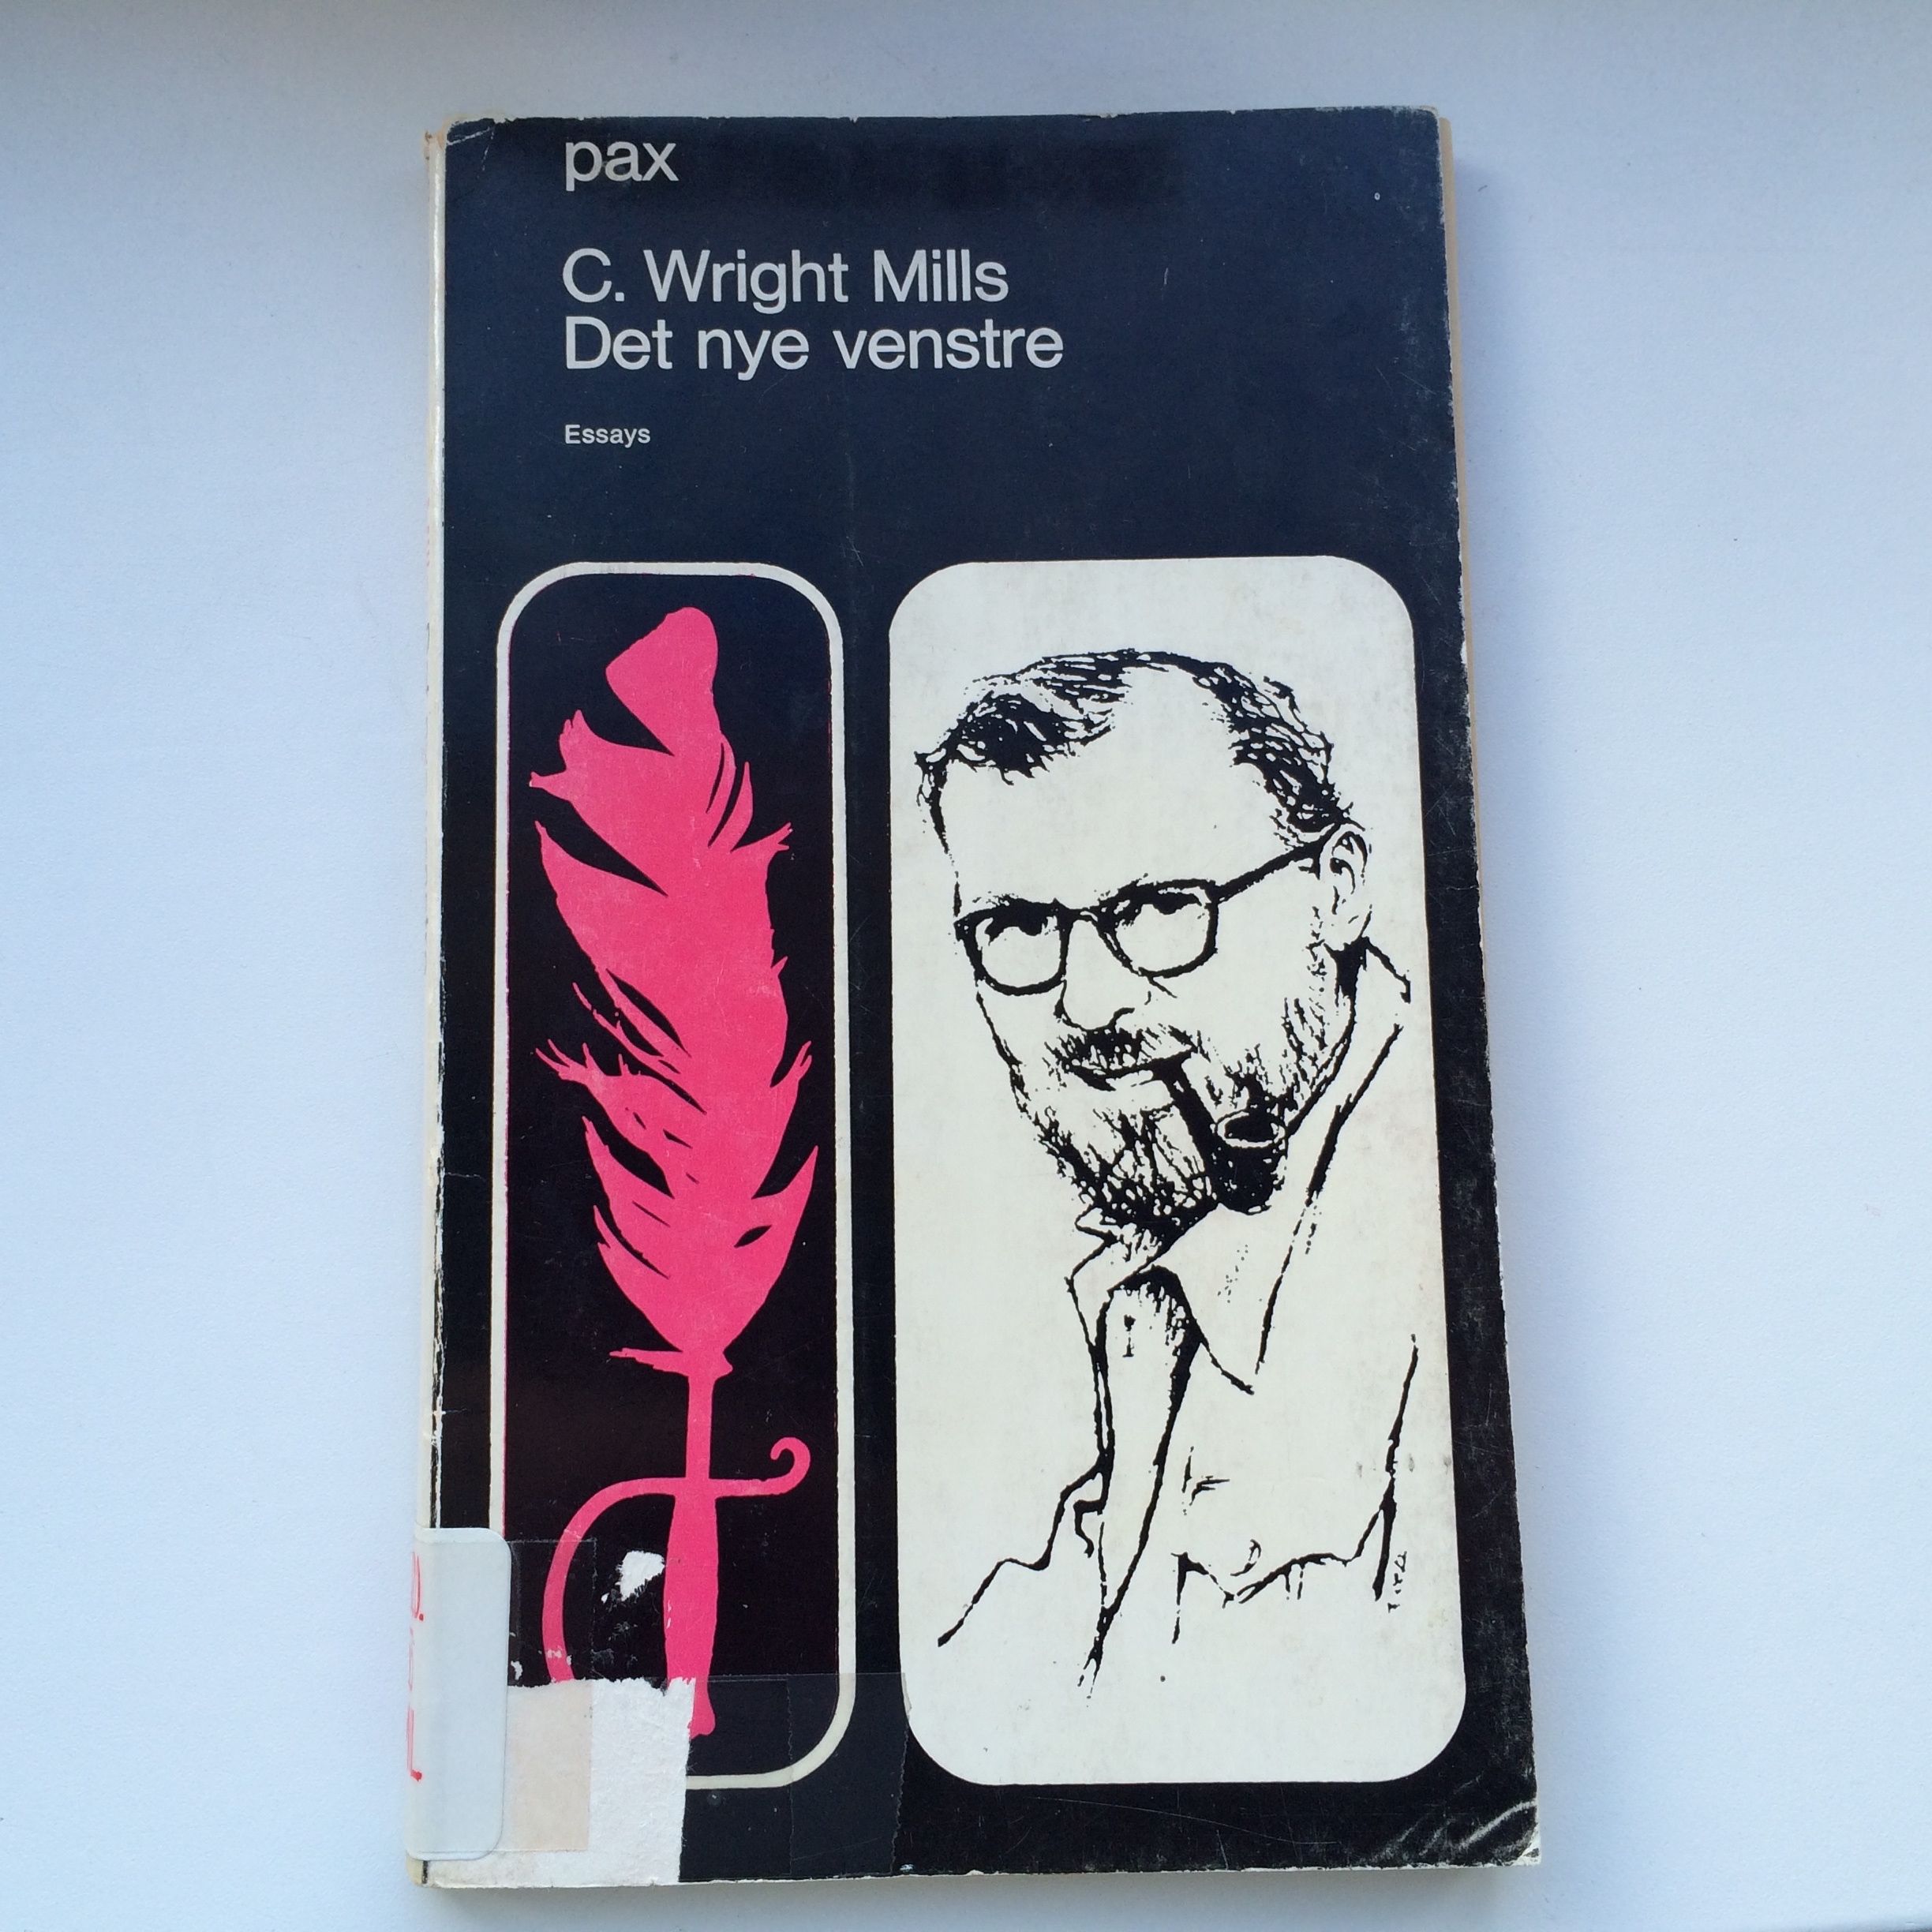 pax
C. Wright Mills
Det nye venstre
Essays